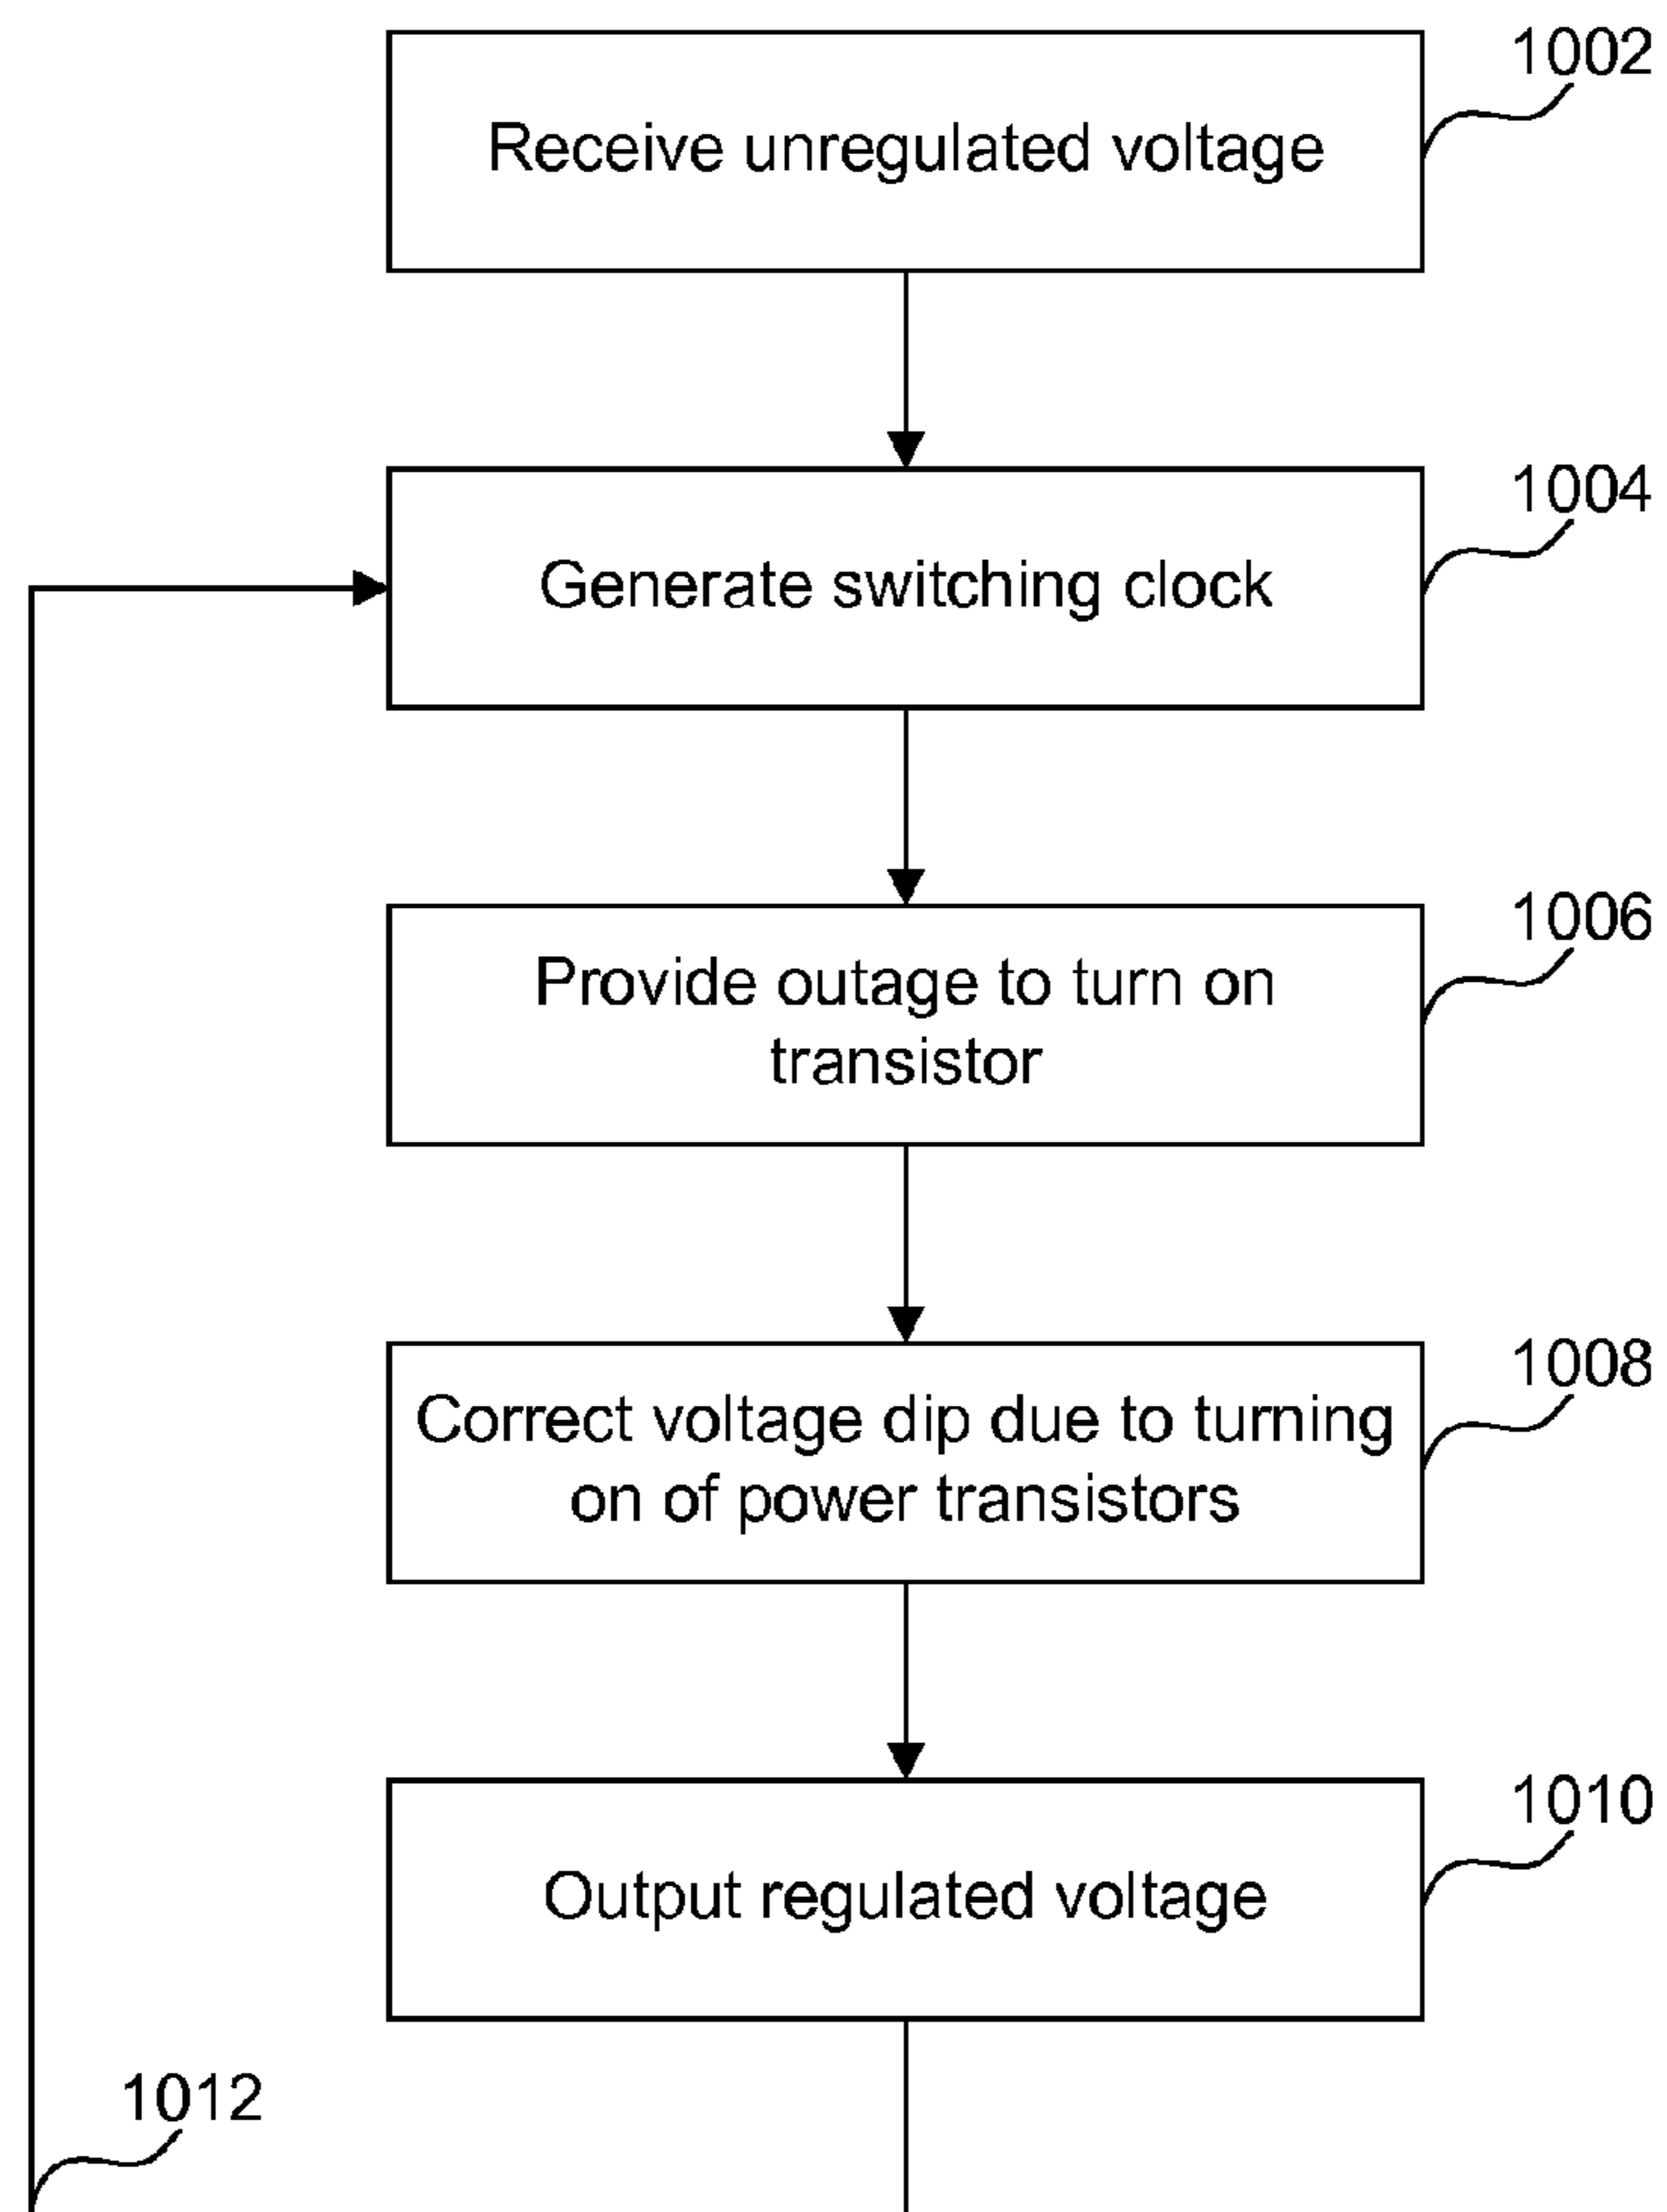 1002
Receive unregulated voltage
1004
Generate switching clock
1006
Provide outage to turn on
transistor
1008
Correct voltage dip due to turning
on of power transistors
1010
Output regulated voltage
1012